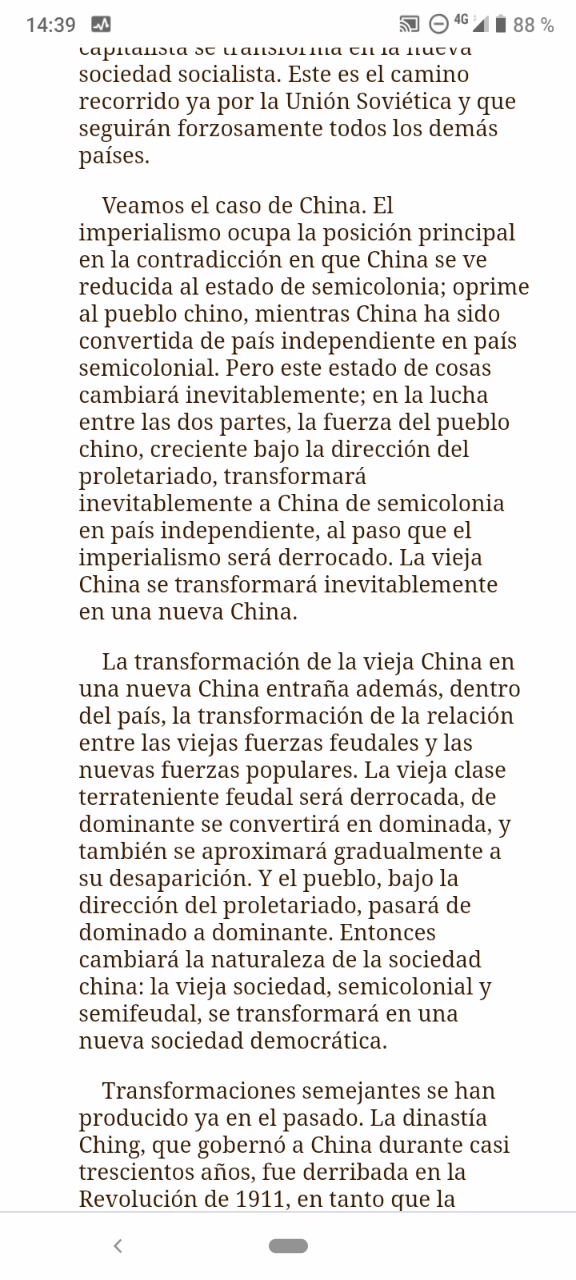 14:39 4G 88 %
capitalista se transforma en la nueva
sociedad socialista. Este es el camino
recorrido ya por la Unión Soviética y que
seguirán forzosamente todos los demás
países.
Veamos el caso de China. El
imperialismo ocupa la posición principal
en la contradicción en que China se ve
reducida al estado de semicolonia; oprime
al pueblo chino, mientras China ha sido
convertida de país independiente en país
semicolonial. Pero este estado de cosas
cambiará inevitablemente; en la lucha
entre las dos partes, la fuerza del pueblo
chino, creciente bajo la dirección del
proletariado, transformará
inevitablemente a China de semicolonia
en país independiente, al paso que el
imperialismo será derrocado. La vieja
China se transformará inevitablemente
en una nueva China.
La transformación de la vieja China en
una nueva China entraña además, dentro
del país, la transformación de la relación
entre las viejas fuerzas feudales y las
nuevas fuerzas populares. La vieja clase
terrateniente feudal será derrocada, de
dominante se convertirá en dominada, y
también se aproximará gradualmente a
su desaparición. Y el pueblo, bajo la
dirección del proletariado, pasará de
dominado a dominante. Entonces
cambiará la naturaleza de la sociedad
china: la vieja sociedad, semicolonial y
semifeudal, se transformará en una
nueva sociedad democrática.
Transformaciones semejantes se han
producido ya en el pasado. La dinastía
Ching, que gobernó a China durante casi
trescientos años, fue derribada en la
Revolución de 1911, en tanto que la